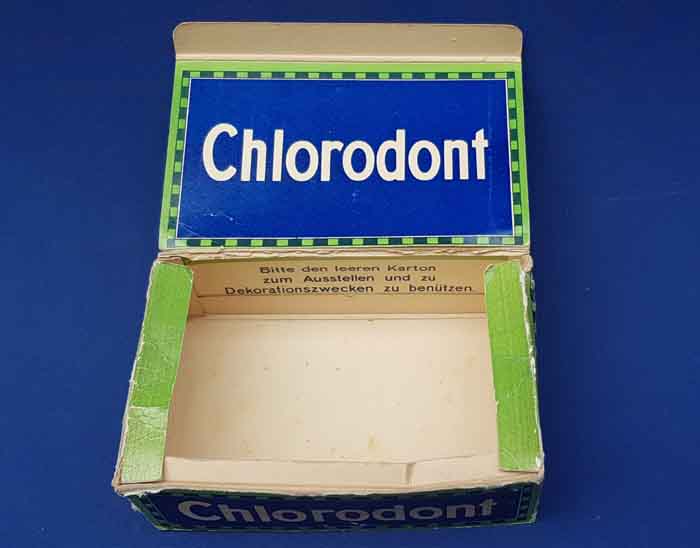 Chlorodont
Bitte den leeren Karton
zum Ausstellen und zu
Dekorationszwecken zu benützen.
Chlorodont